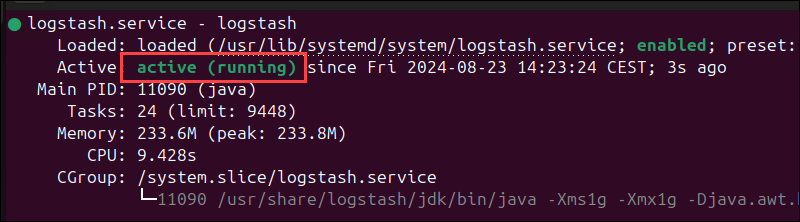 logstash.service - logstash
Loaded: loaded (/usr/lib/systemd/system/logstash.service; enabled; preset:
Active active (running) since Fri 2024-08-23 14:23:24 CEST; 3s ago
Main PID: 11090 (java)
Tasks: 24 (limit: 9448)
Memory: 233.6M (peak: 233.8M)
CPU: 9.428s
CGroup: /system.slice/logstash.service
└─11090 /usr/share/logstash/jdk/bin/java -Xms1g -Xmx1g -Djava.awt.